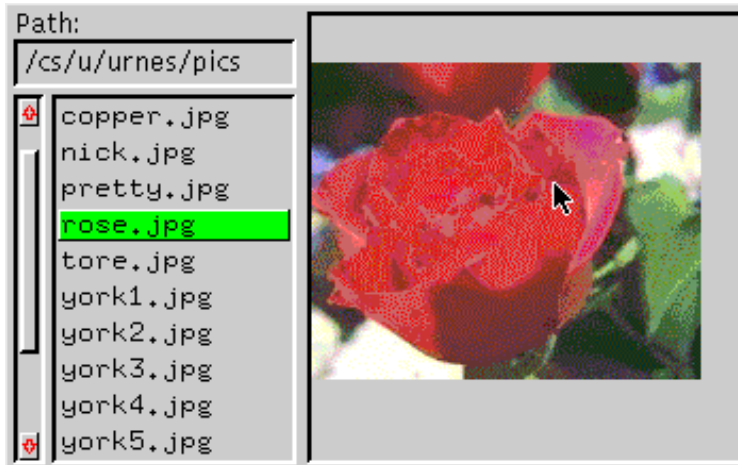 Path:
/cs/u/urnes/pics
copper.jpg
nick.jpg
pretty.jpg
rose.jpg
tore.jpg
york1.jpg
york2.jpg
york3.jpg
york4.jpg
york5.jpg